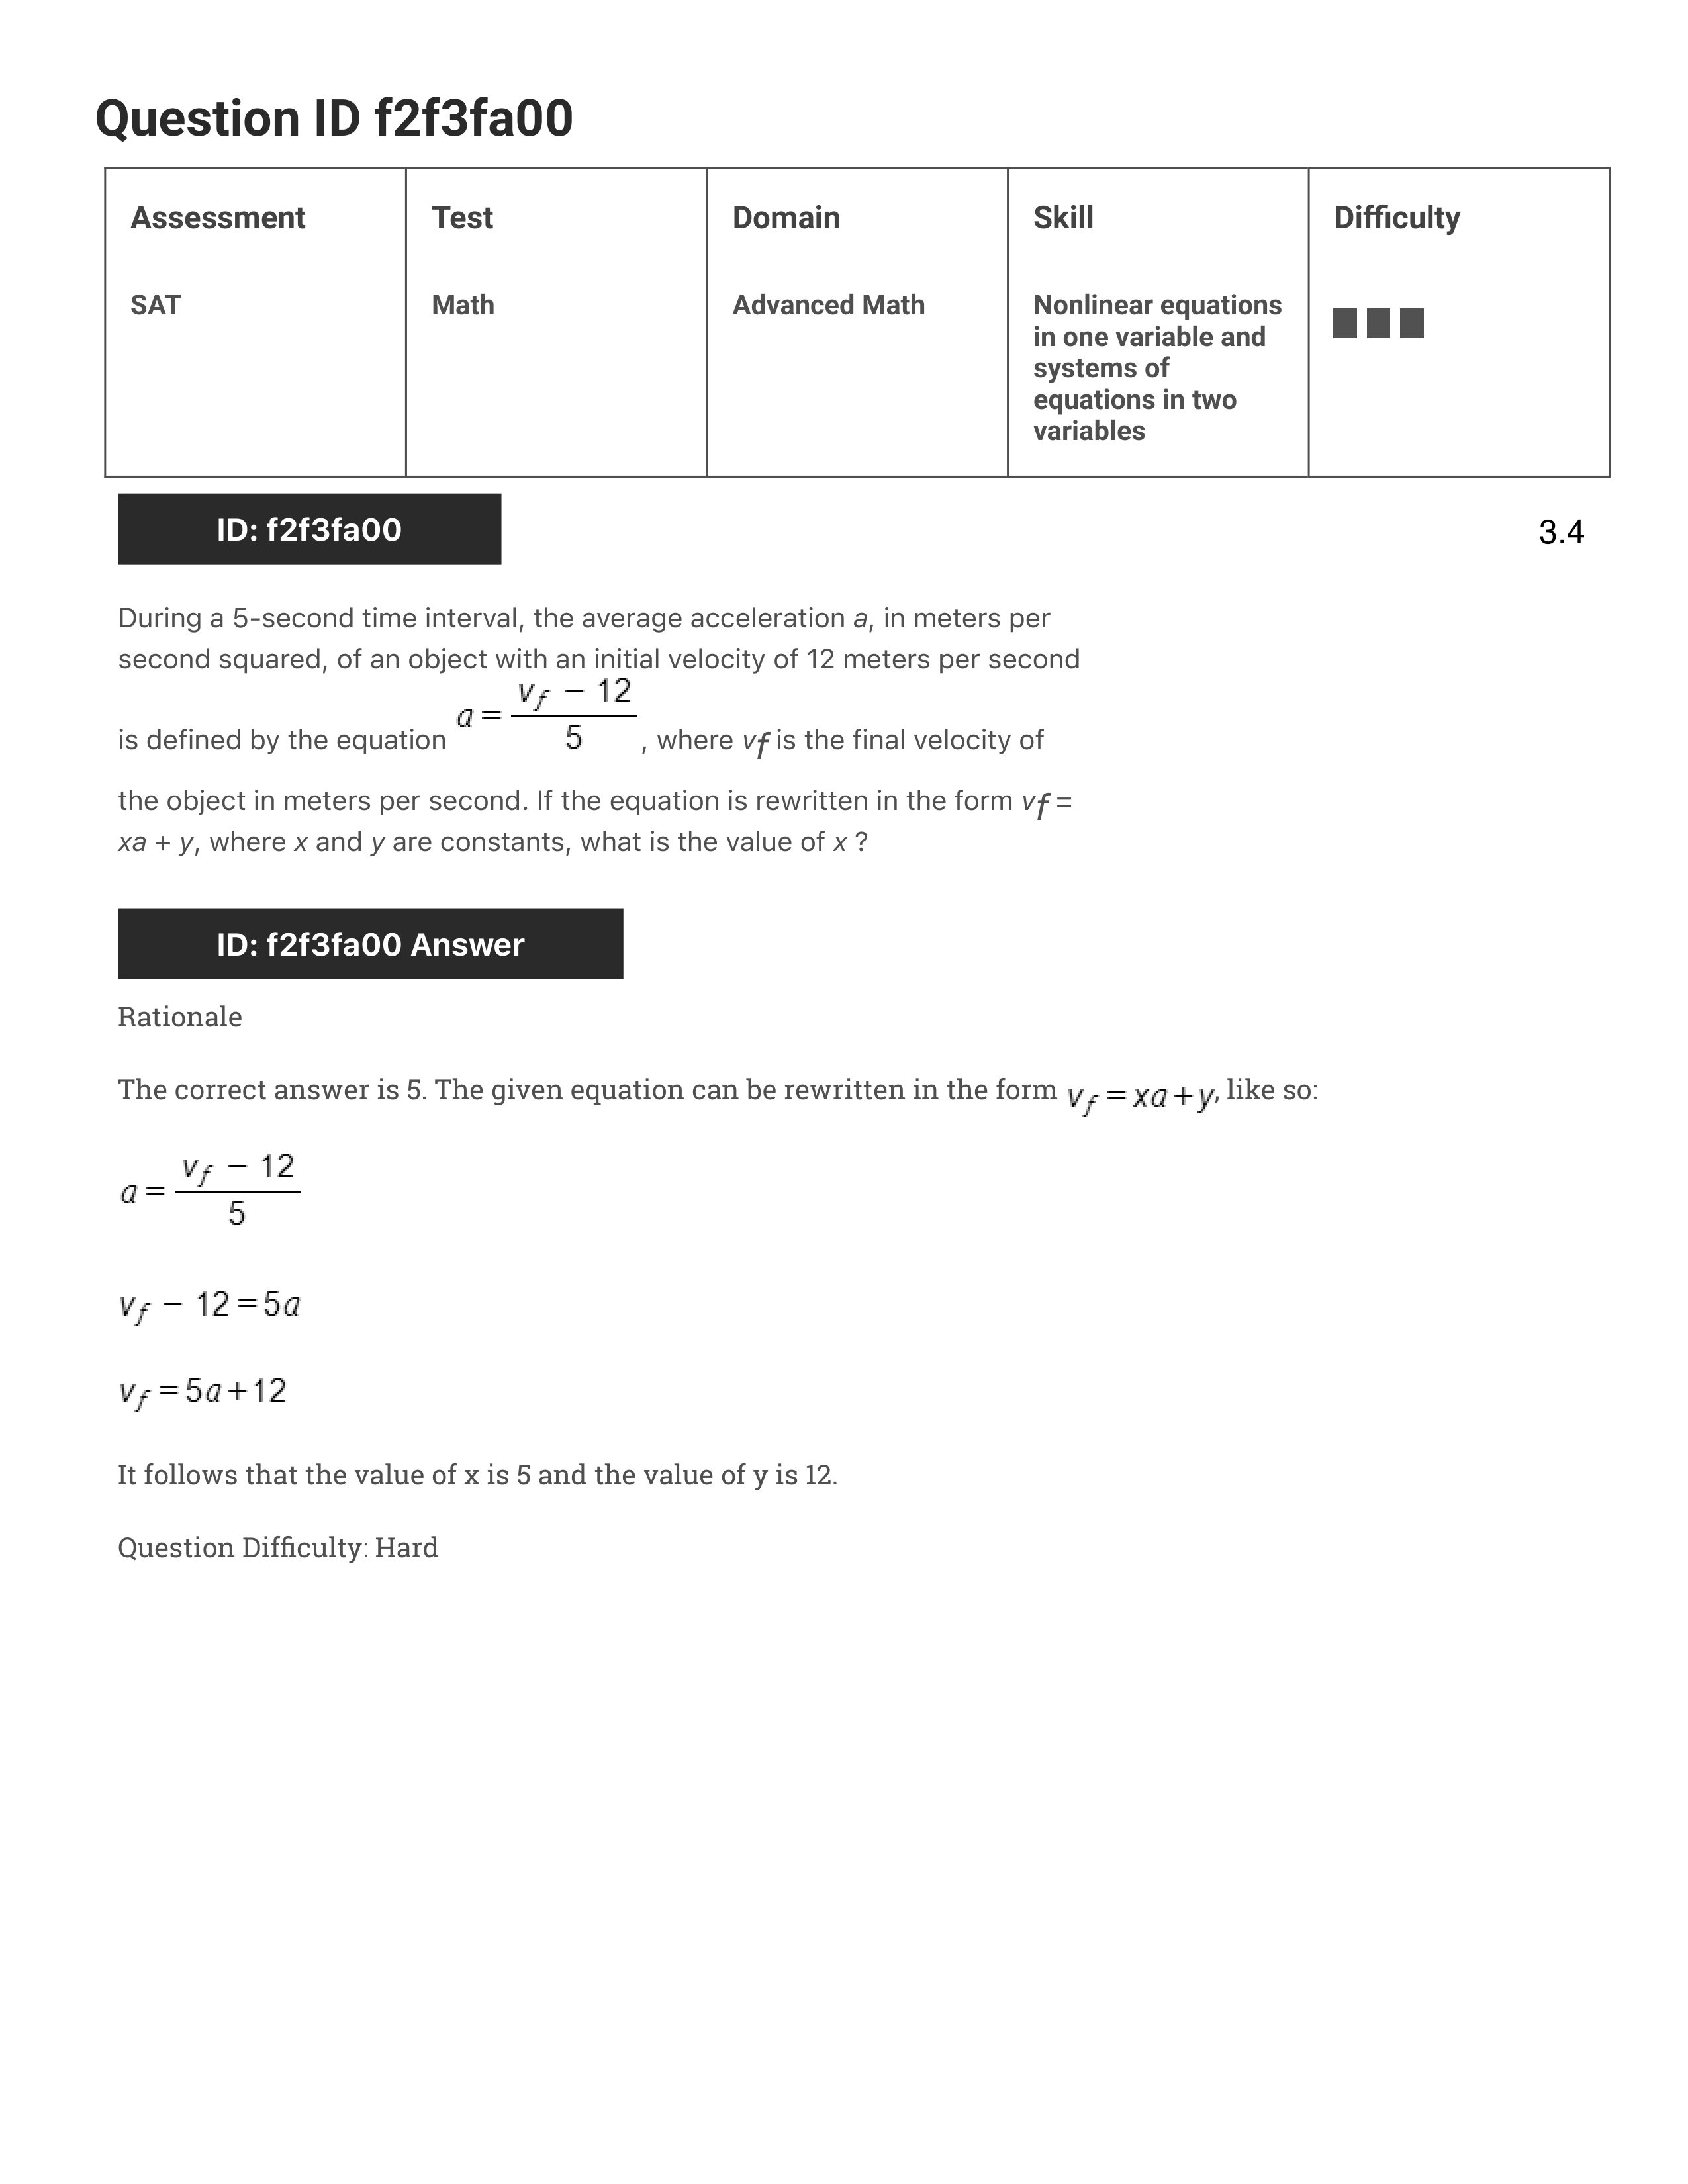 Question ID f2f3fa00
Assessment Test Domain Skill Difficulty
SAT Math Advanced Math Nonlinear equations
in one variable and
systems of
equations in two
variables
ID: f2f3fa00 3.4
During a 5-second time interval, the average acceleration a, in meters per
second squared, of an object with an initial velocity of 12 meters per second
is defined by the equation a = (v_f − 12)/5, where v_f is the final velocity of
the object in meters per second. If the equation is rewritten in the form v_f =
xa + y, where x and y are constants, what is the value of x ?
ID: f2f3fa00 Answer
Rationale
The correct answer is 5. The given equation can be rewritten in the form v_f = xa + y, like so:
a = (v_f − 12)/5
v_f − 12 = 5a
v_f = 5a + 12
It follows that the value of x is 5 and the value of y is 12.
Question Difficulty: Hard